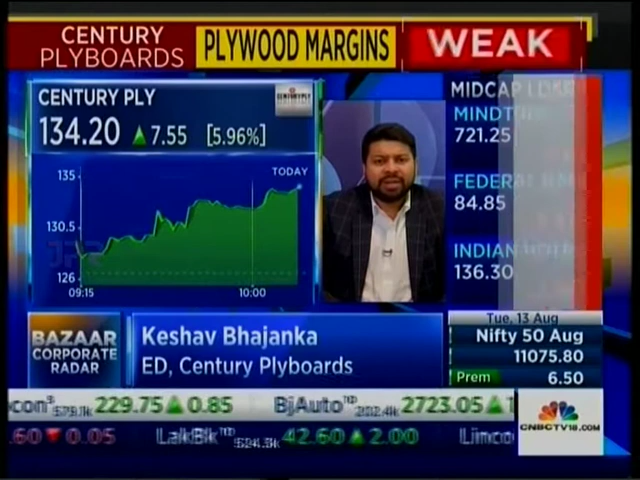 CENTURY
PLYBOARDS
PLYWOOD MARGINS
WEAK
CENTURY PLY
134.20 ▲ 7.55 [5.96%]
TODAY
135
130.5
126
09:15
10:00
MIDCAP
721.25
84.85
INDIAN
136.30
BAZAAR
CORPORATE
RADAR
Keshav Bhajanka
ED, Century Plyboards
Tue, 13 Aug
Nifty 50 Aug
11075.80
Prem 6.50
229.75 ▲ 0.85 BjAuto 2723.05 ▲
.60 ▼ 0.05 LakBk 42.60 ▲ 2.00
CNBCTV18.COM